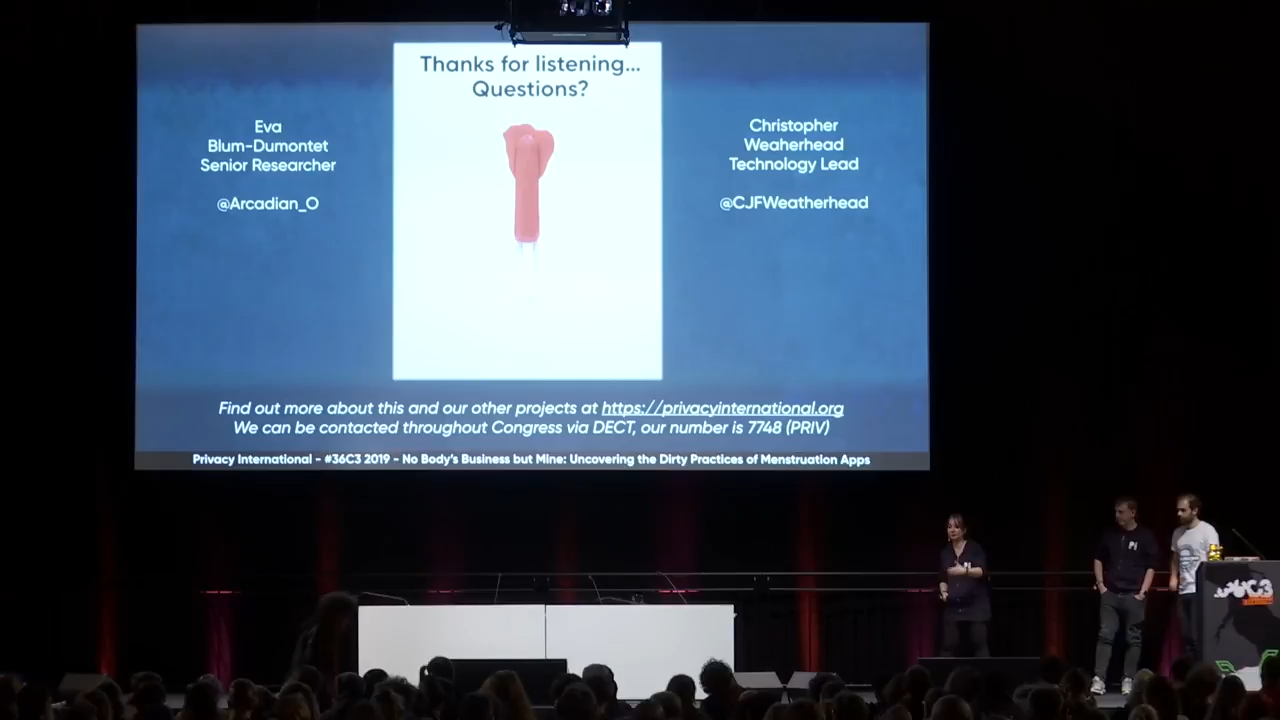 Thanks for listening...
Questions?
Eva
Blum-Dumontet
Senior Researcher
@Arcadian_O
Christopher
Weaherhead
Technology Lead
@CJFWeatherhead
Find out more about this and our other projects at https://privacyinternational.org
We can be contacted throughout Congress via DECT, our number is 7748 (PRIV)
Privacy International - #36C3 2019 - No Body's Business but Mine: Uncovering the Dirty Practices of Menstruation Apps
Pi